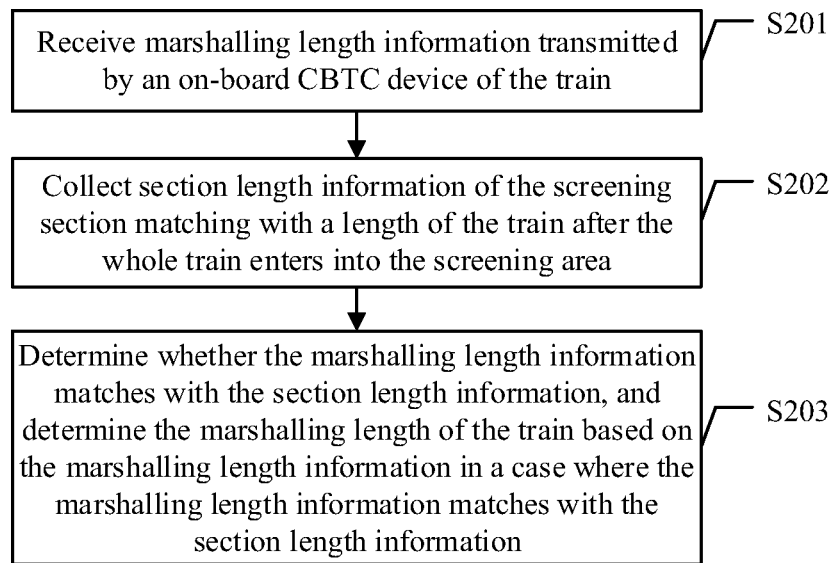 Receive marshalling length information transmitted
by an on-board CBTC device of the train
S201
Collect section length information of the screening
section matching with a length of the train after the
whole train enters into the screening area
S202
Determine whether the marshalling length information
matches with the section length information, and
determine the marshalling length of the train based on
the marshalling length information in a case where the
marshalling length information matches with the
section length information
S203